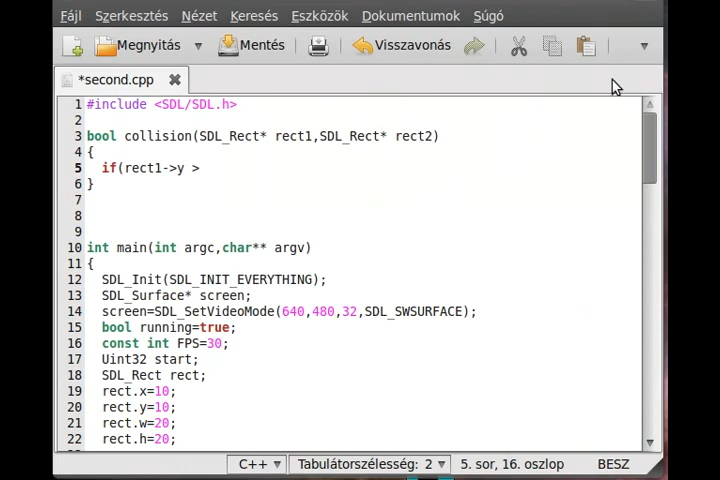 Fájl Szerkesztés Nézet Keresés Eszközök Dokumentumok Súgó
Megnyitás Mentés Visszavonás
*second.cpp
1 #include <SDL/SDL.h>
2
3 bool collision(SDL_Rect* rect1,SDL_Rect* rect2)
4 {
5   if(rect1->y >
6 }
7
8
9
10 int main(int argc,char** argv)
11 {
12   SDL_Init(SDL_INIT_EVERYTHING);
13   SDL_Surface* screen;
14   screen=SDL_SetVideoMode(640,480,32,SDL_SWSURFACE);
15   bool running=true;
16   const int FPS=30;
17   Uint32 start;
18   SDL_Rect rect;
19   rect.x=10;
20   rect.y=10;
21   rect.w=20;
22   rect.h=20;
C++ Tabulátorszélesség: 2 5. sor, 16. oszlop BESZ